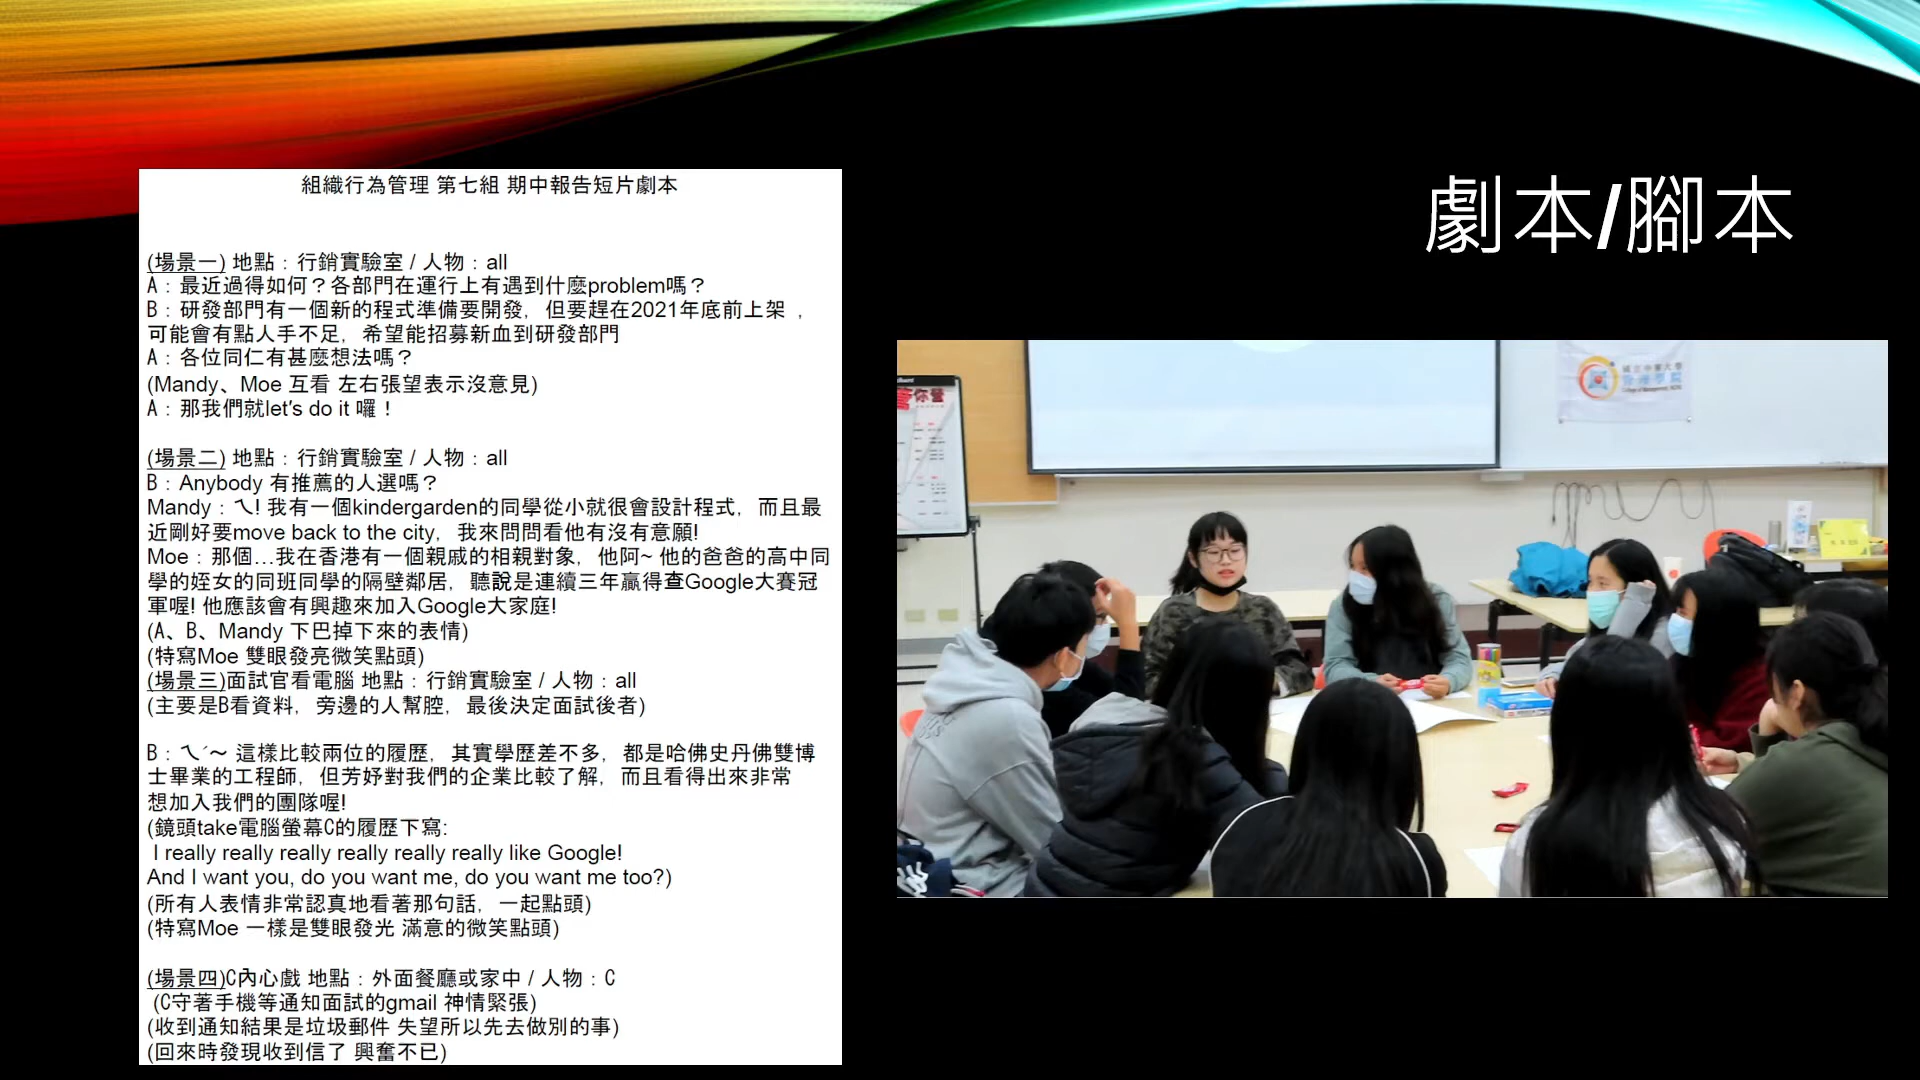 劇本/腳本
組織行為管理 第七組 期中報告短片劇本
(場景一) 地點：行銷實驗室 / 人物：all
A：最近過得如何？各部門在運行上有遇到什麼problem嗎？
B：研發部門有一個新的程式準備要開發，但要趕在2021年底前上架，
可能會有點人手不足，希望能招募新血到研發部門
A：各位同仁有甚麼想法嗎？
(Mandy、Moe 互看 左右張望表示沒意見)
A：那我們就let's do it 囉！
(場景二) 地點：行銷實驗室 / 人物：all
B：Anybody 有推薦的人選嗎？
Mandy：ㄟ! 我有一個kindergarden的同學從小就很會設計程式，而且最
近剛好要move back to the city，我來問問看他有沒有意願!
Moe：那個…我在香港有一個親戚的相親對象，他阿~ 他的爸爸的高中同
學的姪女的同班同學的隔壁鄰居，聽說是連續三年贏得查Google大賽冠
軍喔! 他應該會有興趣來加入Google大家庭!
(A、B、Mandy 下巴掉下來的表情)
(特寫Moe 雙眼發亮微笑點頭)
(場景三)面試官看電腦 地點：行銷實驗室 / 人物：all
(主要是B看資料，旁邊的人幫腔，最後決定面試後者)
B：ㄟˊ～ 這樣比較兩位的履歷，其實學歷差不多，都是哈佛史丹佛雙博
士畢業的工程師，但芳妤對我們的企業比較了解，而且看得出來非常
想加入我們的團隊喔!
(鏡頭take電腦螢幕C的履歷下寫:
I really really really really really really like Google!
And I want you, do you want me, do you want me too?)
(所有人表情非常認真地看著那句話，一起點頭)
(特寫Moe 一樣是雙眼發光 滿意的微笑點頭)
(場景四)C內心戲 地點：外面餐廳或家中 / 人物：C
(C守著手機等通知面試的gmail 神情緊張)
(收到通知結果是垃圾郵件 失望所以先去做別的事)
(回來時發現收到信了 興奮不已)
國立中央大學
管理學院